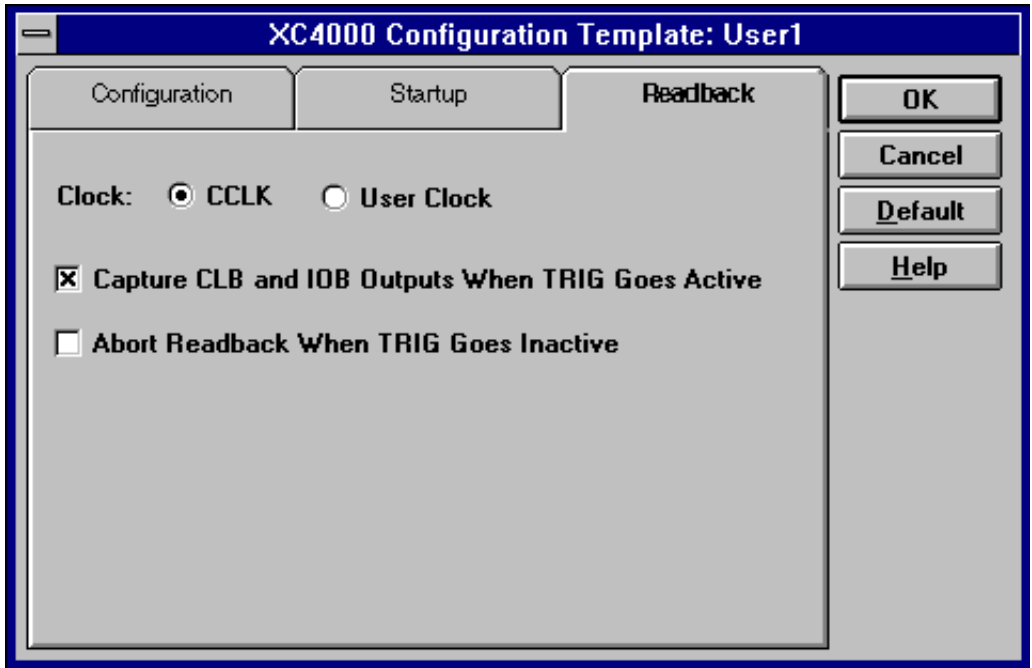 XC4000 Configuration Template: User1
Configuration
Startup
Readback
OK
Cancel
Clock: CCLK User Clock
Default
Capture CLB and IOB Outputs When TRIG Goes Active
Help
Abort Readback When TRIG Goes Inactive